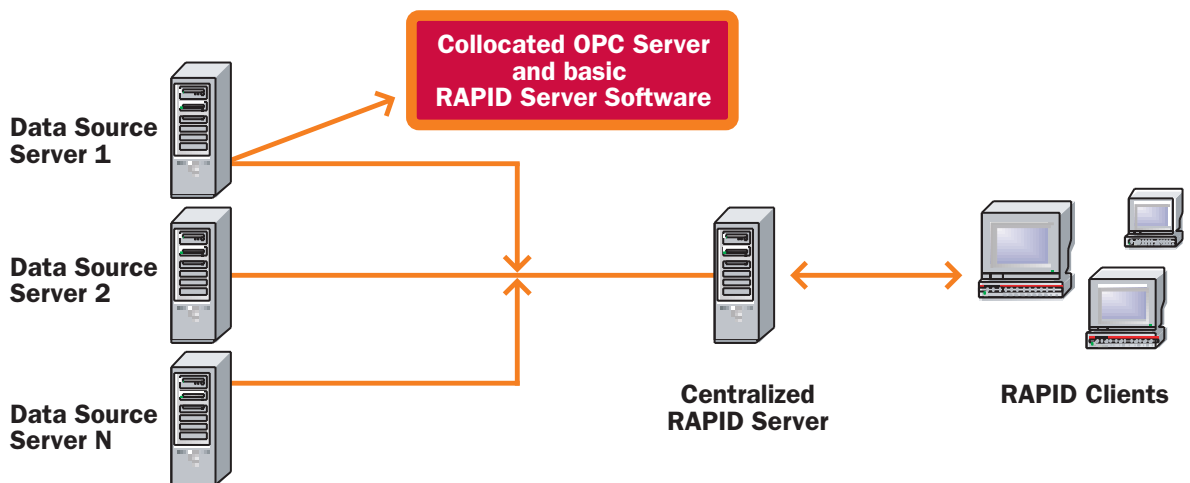 Collocated OPC Server
and basic
RAPID Server Software
Data Source
Server 1
Data Source
Server 2
Data Source
Server N
Centralized
RAPID Server
RAPID Clients